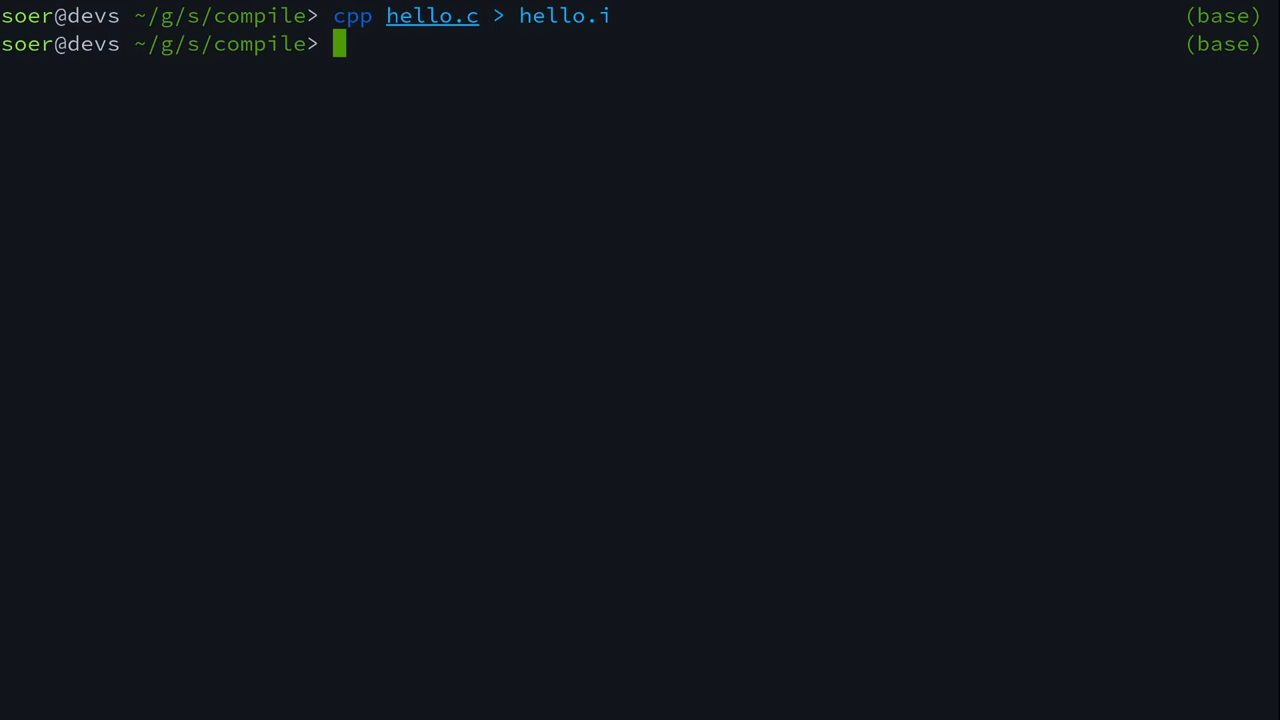 soer@devs ~/g/s/compile> cpp hello.c > hello.i (base)
soer@devs ~/g/s/compile> (base)